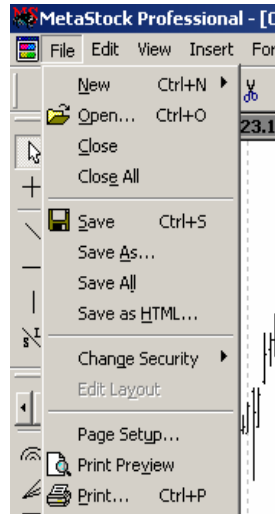 MetaStock Professional - [
File Edit View Insert For
New Ctrl+N
Open... Ctrl+O
23.1
Close
Close All
Save Ctrl+S
Save As...
Save All
Save as HTML...
Change Security
Edit Layout
Page Setup...
Print Preview
Print... Ctrl+P